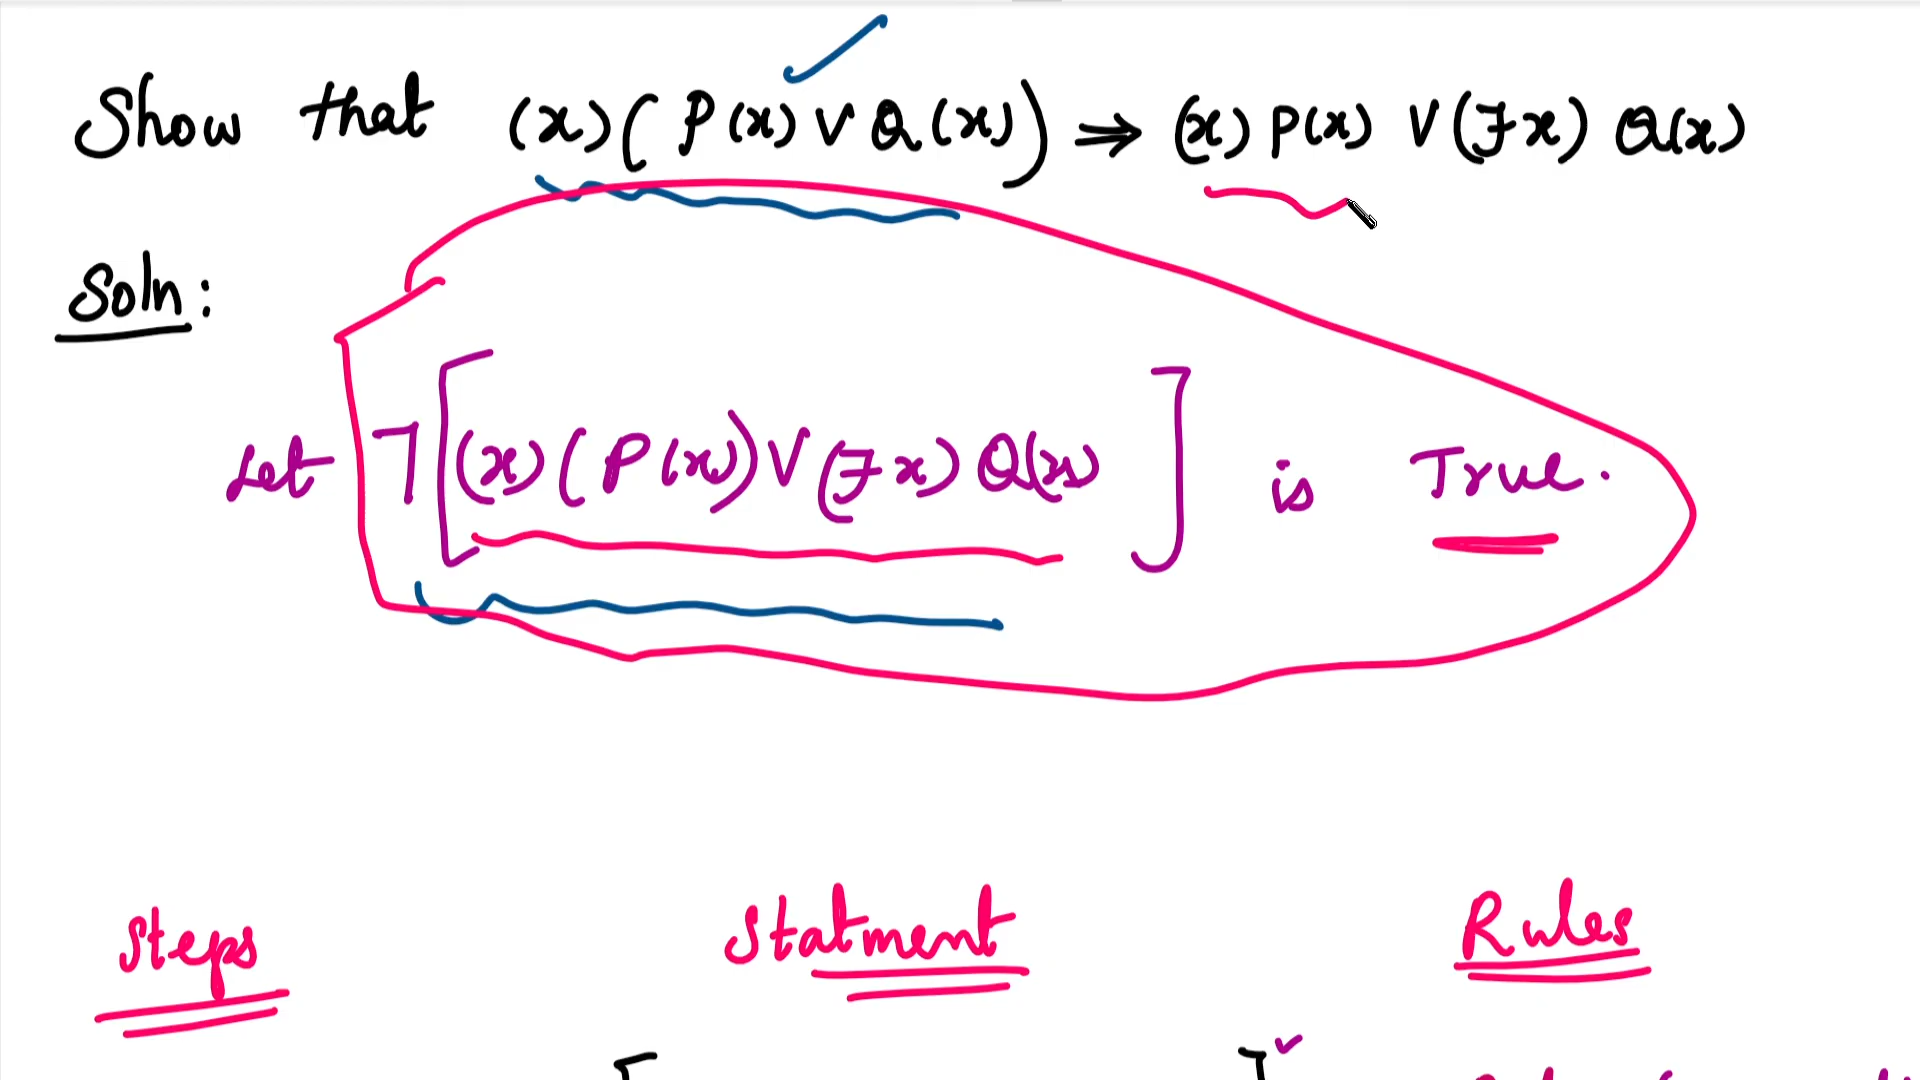 Show that (x)(P(x) ∨ Q(x)) ⇒ (x) P(x) ∨ (∃x) Q(x)
Soln:
Let ¬[(x)(P(x)) ∨ (∃x) Q(x)] is True.
Steps Statment Rules